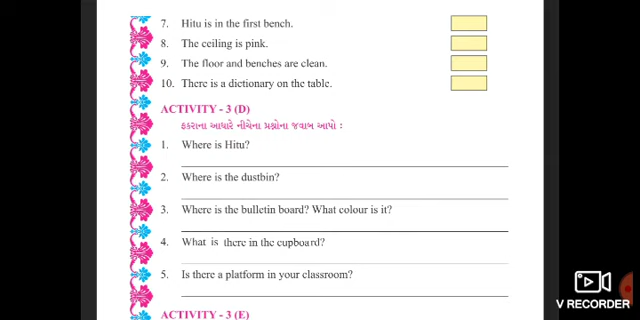 7. Hitu is in the first bench.
8. The ceiling is pink.
9. The floor and benches are clean.
10. There is a dictionary on the table.
ACTIVITY - 3 (D)
ફકરાના આધારે નીચેના પ્રશ્નોના જવાબ આપો :
1. Where is Hitu?
2. Where is the dustbin?
3. Where is the bulletin board? What colour is it?
4. What is there in the cupboard?
5. Is there a platform in your classroom?
ACTIVITY - 3 (E)
V RECORDER